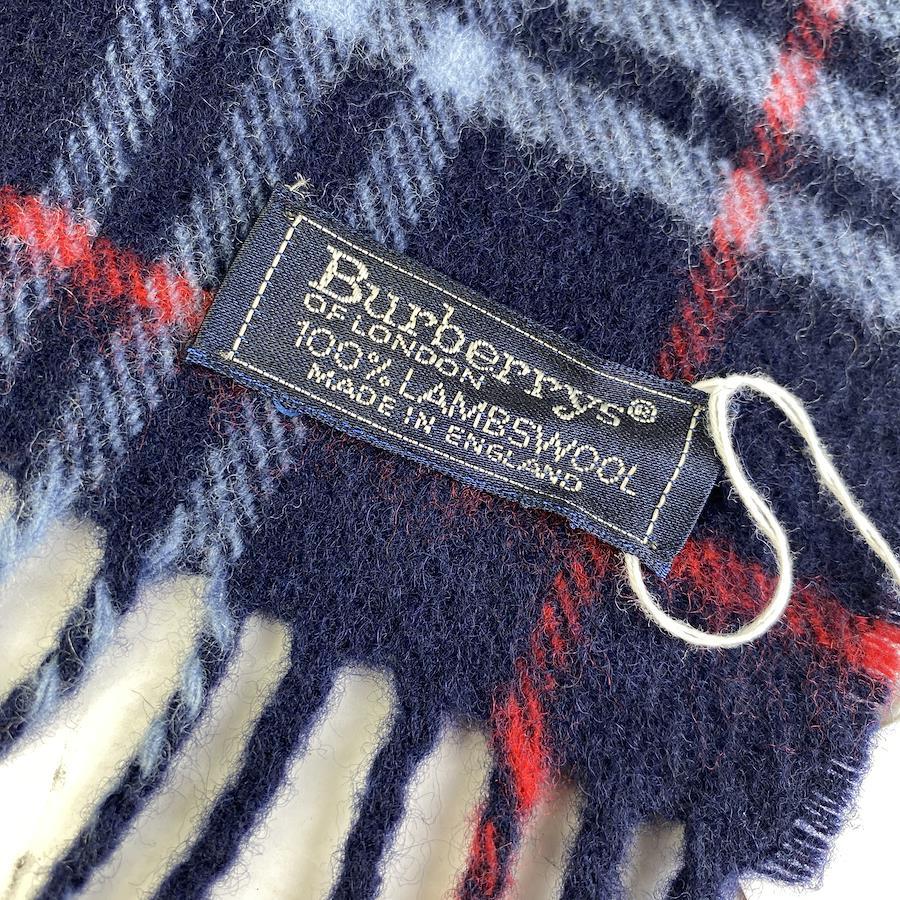 Burberrys®
OF LONDON
100% LAMBSWOOL
MADE IN ENGLAND